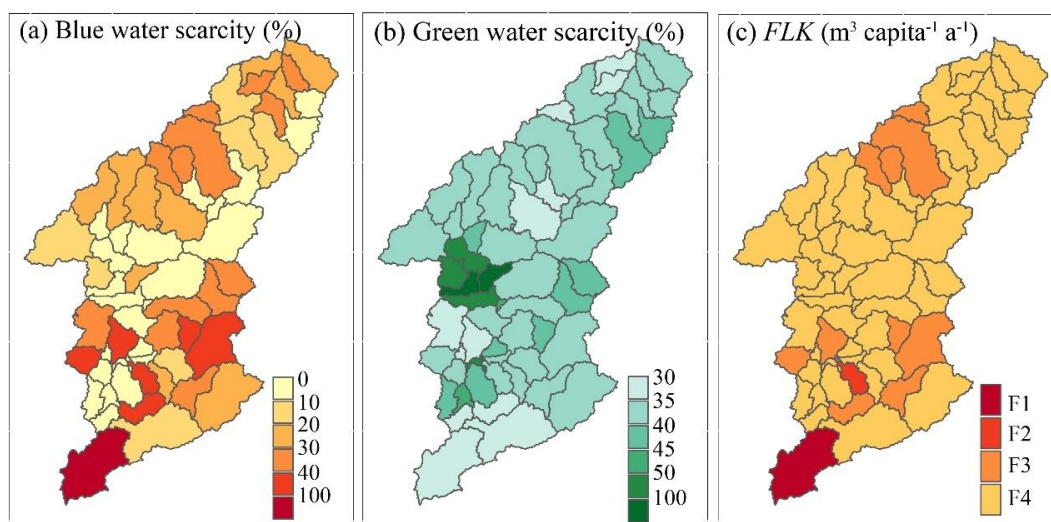 (a) Blue water scarcity (%)
0
10
20
30
40
100
(b) Green water scarcity (%)
30
35
40
45
50
100
(c) FLK (m³ capita⁻¹ a⁻¹)
F1
F2
F3
F4